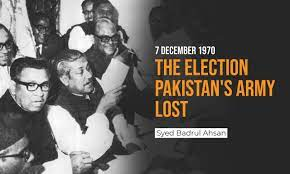 7 DECEMBER 1970
THE ELECTION
PAKISTAN'S ARMY
LOST
Syed Badrul Ahsan